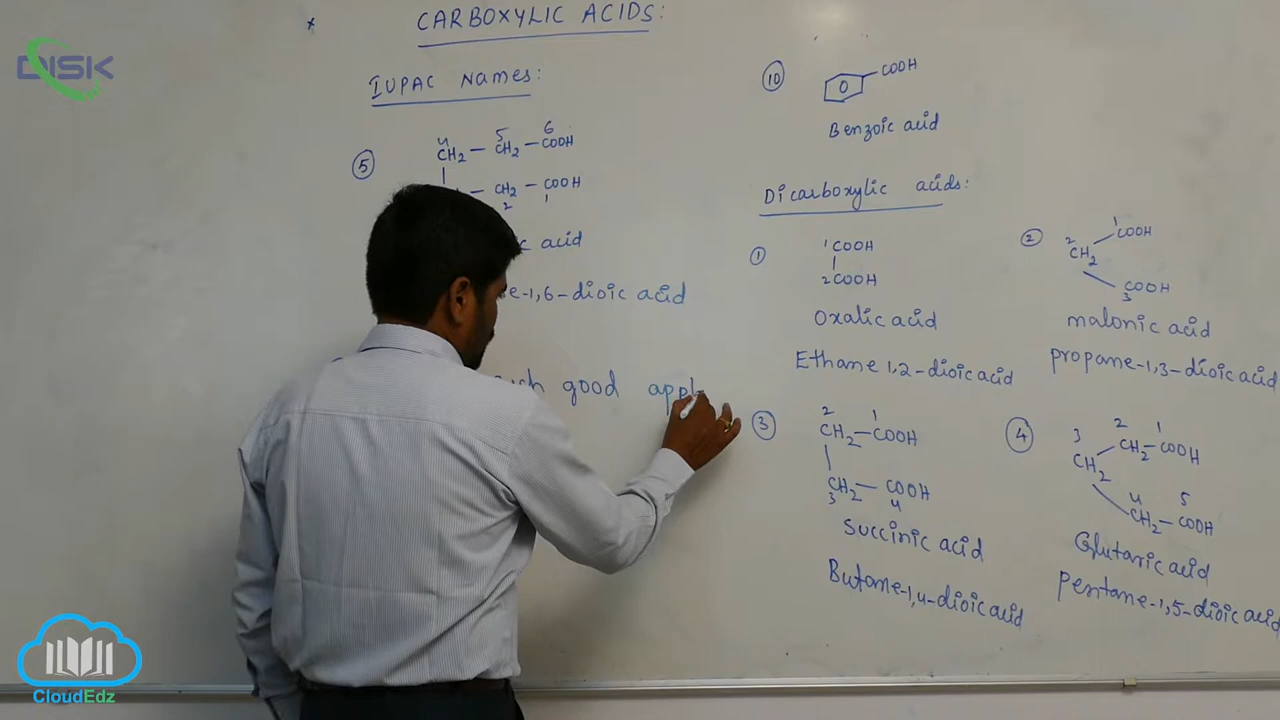 DISK
* CARBOXYLIC ACIDS:
IUPAC Names:
⑤
4 5 6
CH2 — CH2 — COOH
|
— CH2 — COOH
2 1
acid
-1,6-dioic acid
good
CloudEdz
⑩ COOH
Benzoic acid
Dicarboxylic acids:
① 1 COOH
|
2 COOH
Oxalic acid
Ethane 1,2-dioic acid
② 1
2 COOH
CH2
COOH
3
malonic acid
propane-1,3-dioic acid
③ 2 1
CH2 — COOH
|
CH2 — COOH
3 4
Succinic acid
Butane-1,4-dioic acid
④ 2 1
3 CH2 — COOH
CH2
4 5
CH2 — COOH
Glutaric acid
Pentane-1,5-dioic acid